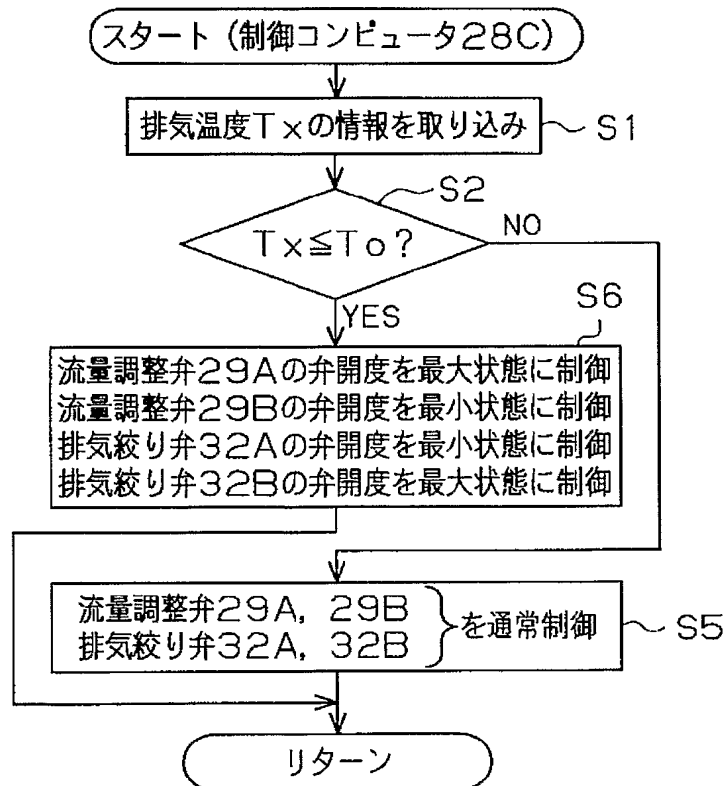 スタート（制御コンピュータ28C）
排気温度Txの情報を取り込み
S1
S2
Tx≦To？
NO
YES
S6
流量調整弁29Aの弁開度を最大状態に制御
流量調整弁29Bの弁開度を最小状態に制御
排気絞り弁32Aの弁開度を最小状態に制御
排気絞り弁32Bの弁開度を最大状態に制御
流量調整弁29A，29B
排気絞り弁32A，32B
を通常制御
S5
リターン